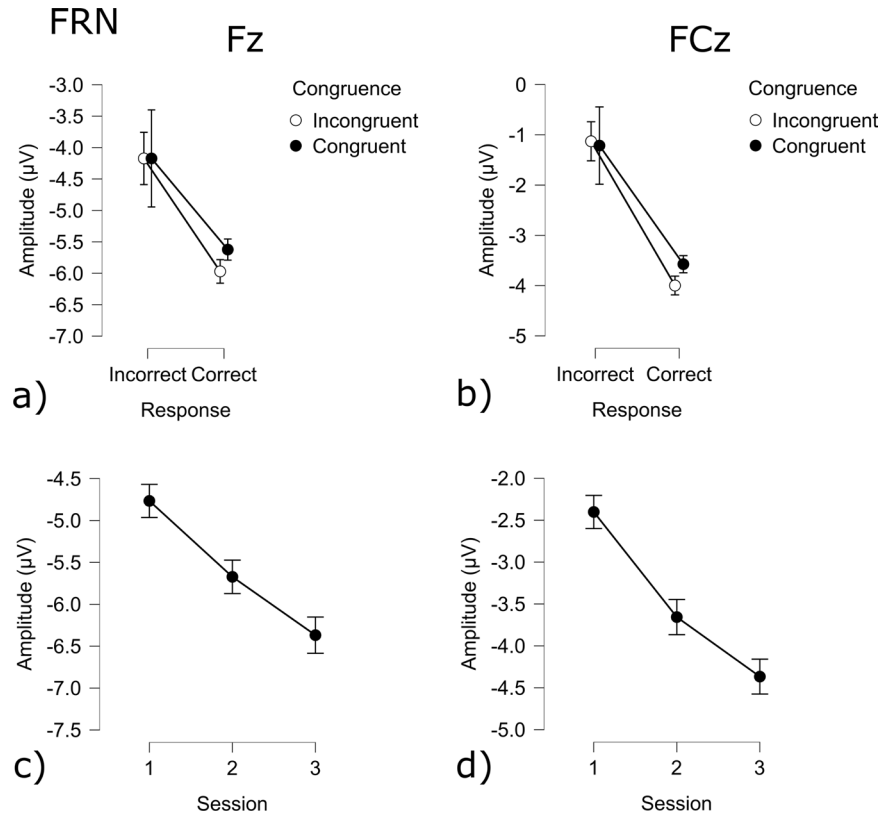 FRN
Fz
FCz
Congruence
Incongruent
Congruent
-3.0
-3.5
-4.0
-4.5
-5.0
-5.5
-6.0
-6.5
-7.0
Amplitude (µV)
Incorrect Correct
Response
a)
Congruence
Incongruent
Congruent
0
-1
-2
-3
-4
-5
Amplitude (µV)
Incorrect Correct
Response
b)
-4.5
-5.0
-5.5
-6.0
-6.5
-7.0
-7.5
Amplitude (µV)
1 2 3
Session
c)
-2.0
-2.5
-3.0
-3.5
-4.0
-4.5
-5.0
Amplitude (µV)
1 2 3
Session
d)